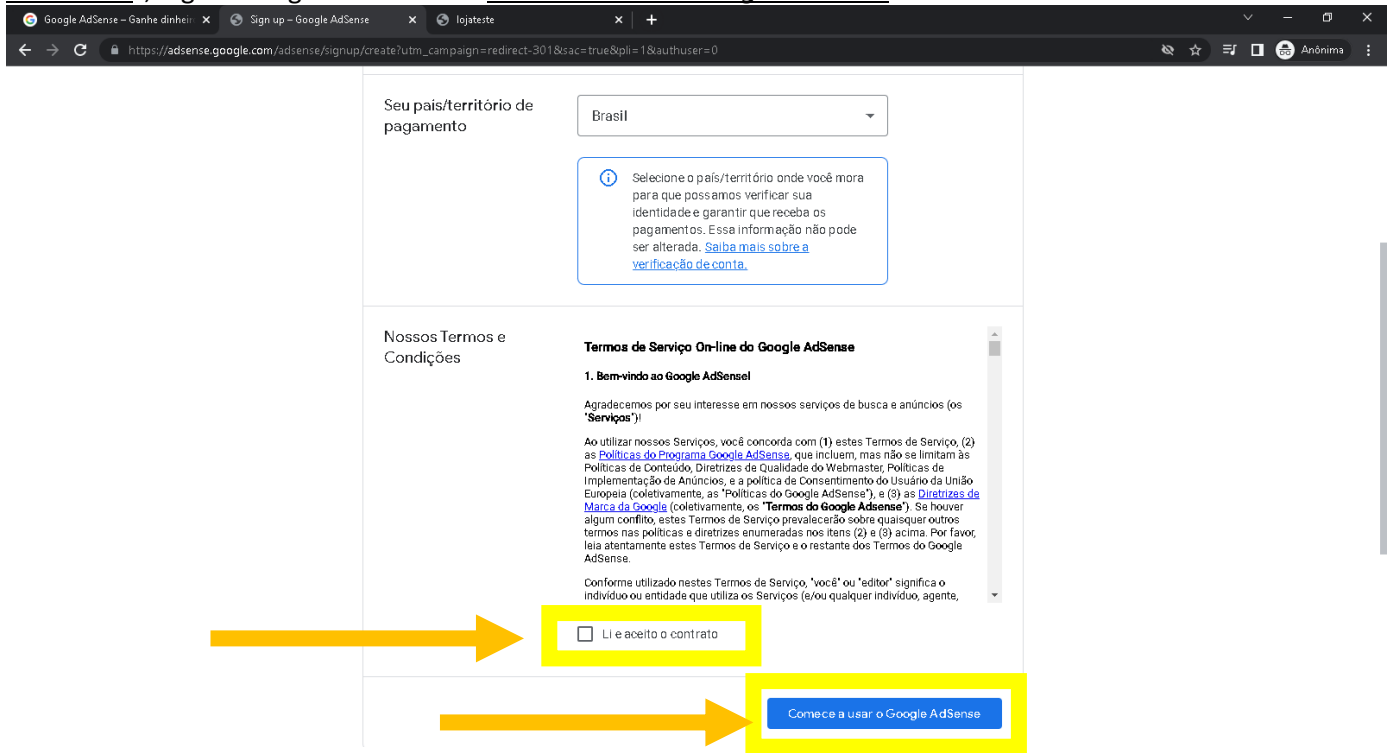 Google AdSense – Ganhe dinheir
Sign up – Google AdSense
lojateste
https://adsense.google.com/adsense/signup/create?utm_campaign=redirect-301&sac=true&pli=1&authuser=0
Anônima
Seu país/território de
pagamento
Brasil
Selecione o país/território onde você mora
para que possamos verificar sua
identidade e garantir que receba os
pagamentos. Essa informação não pode
ser alterada. Saiba mais sobre a
verificação de conta.
Nossos Termos e
Condições
Termos de Serviço On-line do Google AdSense
1. Bem-vindo ao Google AdSense!
Agradecemos por seu interesse em nossos serviços de busca e anúncios (os
"Serviços")!
Ao utilizar nossos Serviços, você concorda com (1) estes Termos de Serviço, (2)
as Políticas do Programa Google AdSense, que incluem, mas não se limitam às
Políticas de Conteúdo, Diretrizes de Qualidade do Webmaster, Políticas de
Implementação de Anúncios, e a política de Consentimento do Usuário da União
Europeia (coletivamente, as "Políticas do Google AdSense"), e (3) as Diretrizes de
Marca da Google (coletivamente, os "Termos do Google Adsense"). Se houver
algum conflito, estes Termos de Serviço prevalecerão sobre quaisquer outros
termos nas políticas e diretrizes enumeradas nos itens (2) e (3) acima. Por favor,
leia atentamente estes Termos de Serviço e o restante dos Termos do Google
AdSense.
Conforme utilizado nestes Termos de Serviço, "você" ou "editor" significa o
indivíduo ou entidade que utiliza os Serviços (e/ou qualquer indivíduo, agente,
Li e aceito o contrato
Comece a usar o Google AdSense